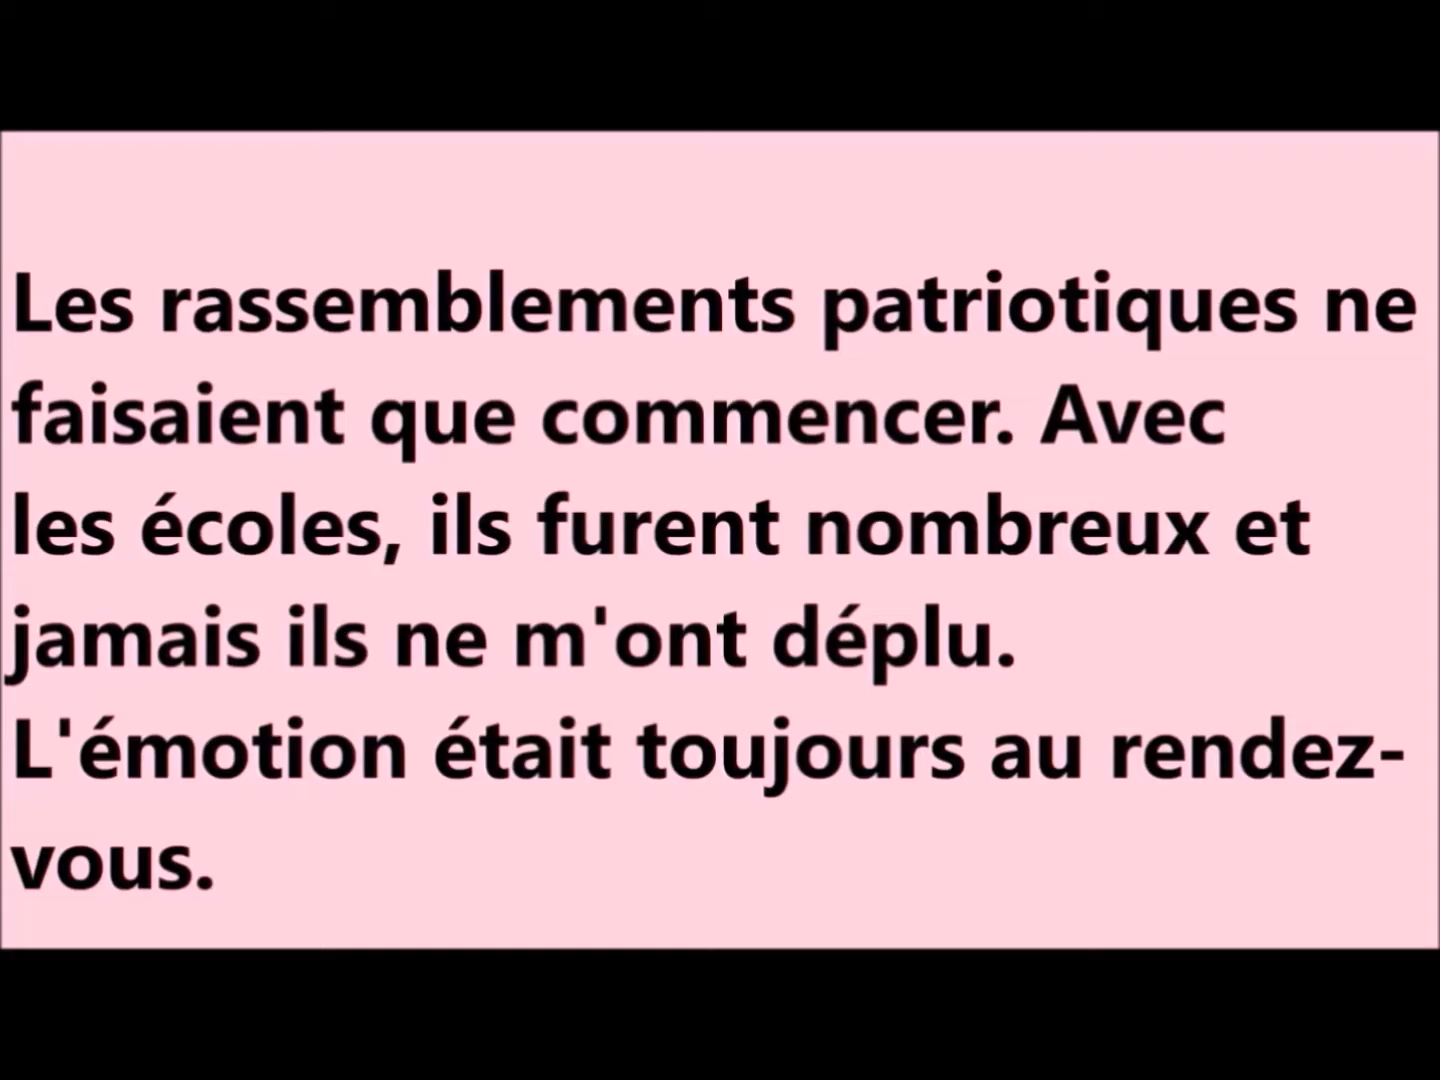 Les rassemblements patriotiques ne
faisaient que commencer. Avec
les écoles, ils furent nombreux et
jamais ils ne m'ont déplu.
L'émotion était toujours au rendez-
vous.